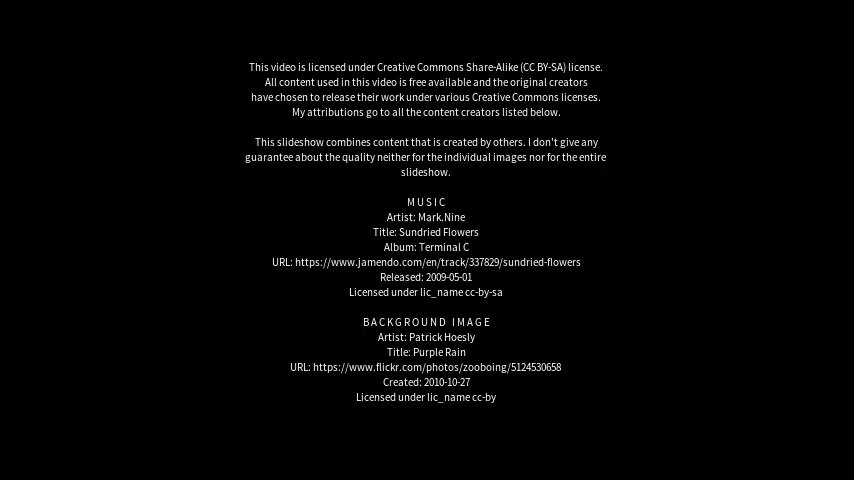 This video is licensed under Creative Commons Share-Alike (CC BY-SA) license.
All content used in this video is free available and the original creators
have chosen to release their work under various Creative Commons licenses.
My attributions go to all the content creators listed below.
This slideshow combines content that is created by others. I don't give any
guarantee about the quality neither for the individual images nor for the entire
slideshow.
MUSIC
Artist: Mark.Nine
Title: Sundried Flowers
Album: Terminal C
URL: https://www.jamendo.com/en/track/337829/sundried-flowers
Released: 2009-05-01
Licensed under lic_name cc-by-sa
BACKGROUND IMAGE
Artist: Patrick Hoesly
Title: Purple Rain
URL: https://www.flickr.com/photos/zooboing/5124530658
Created: 2010-10-27
Licensed under lic_name cc-by